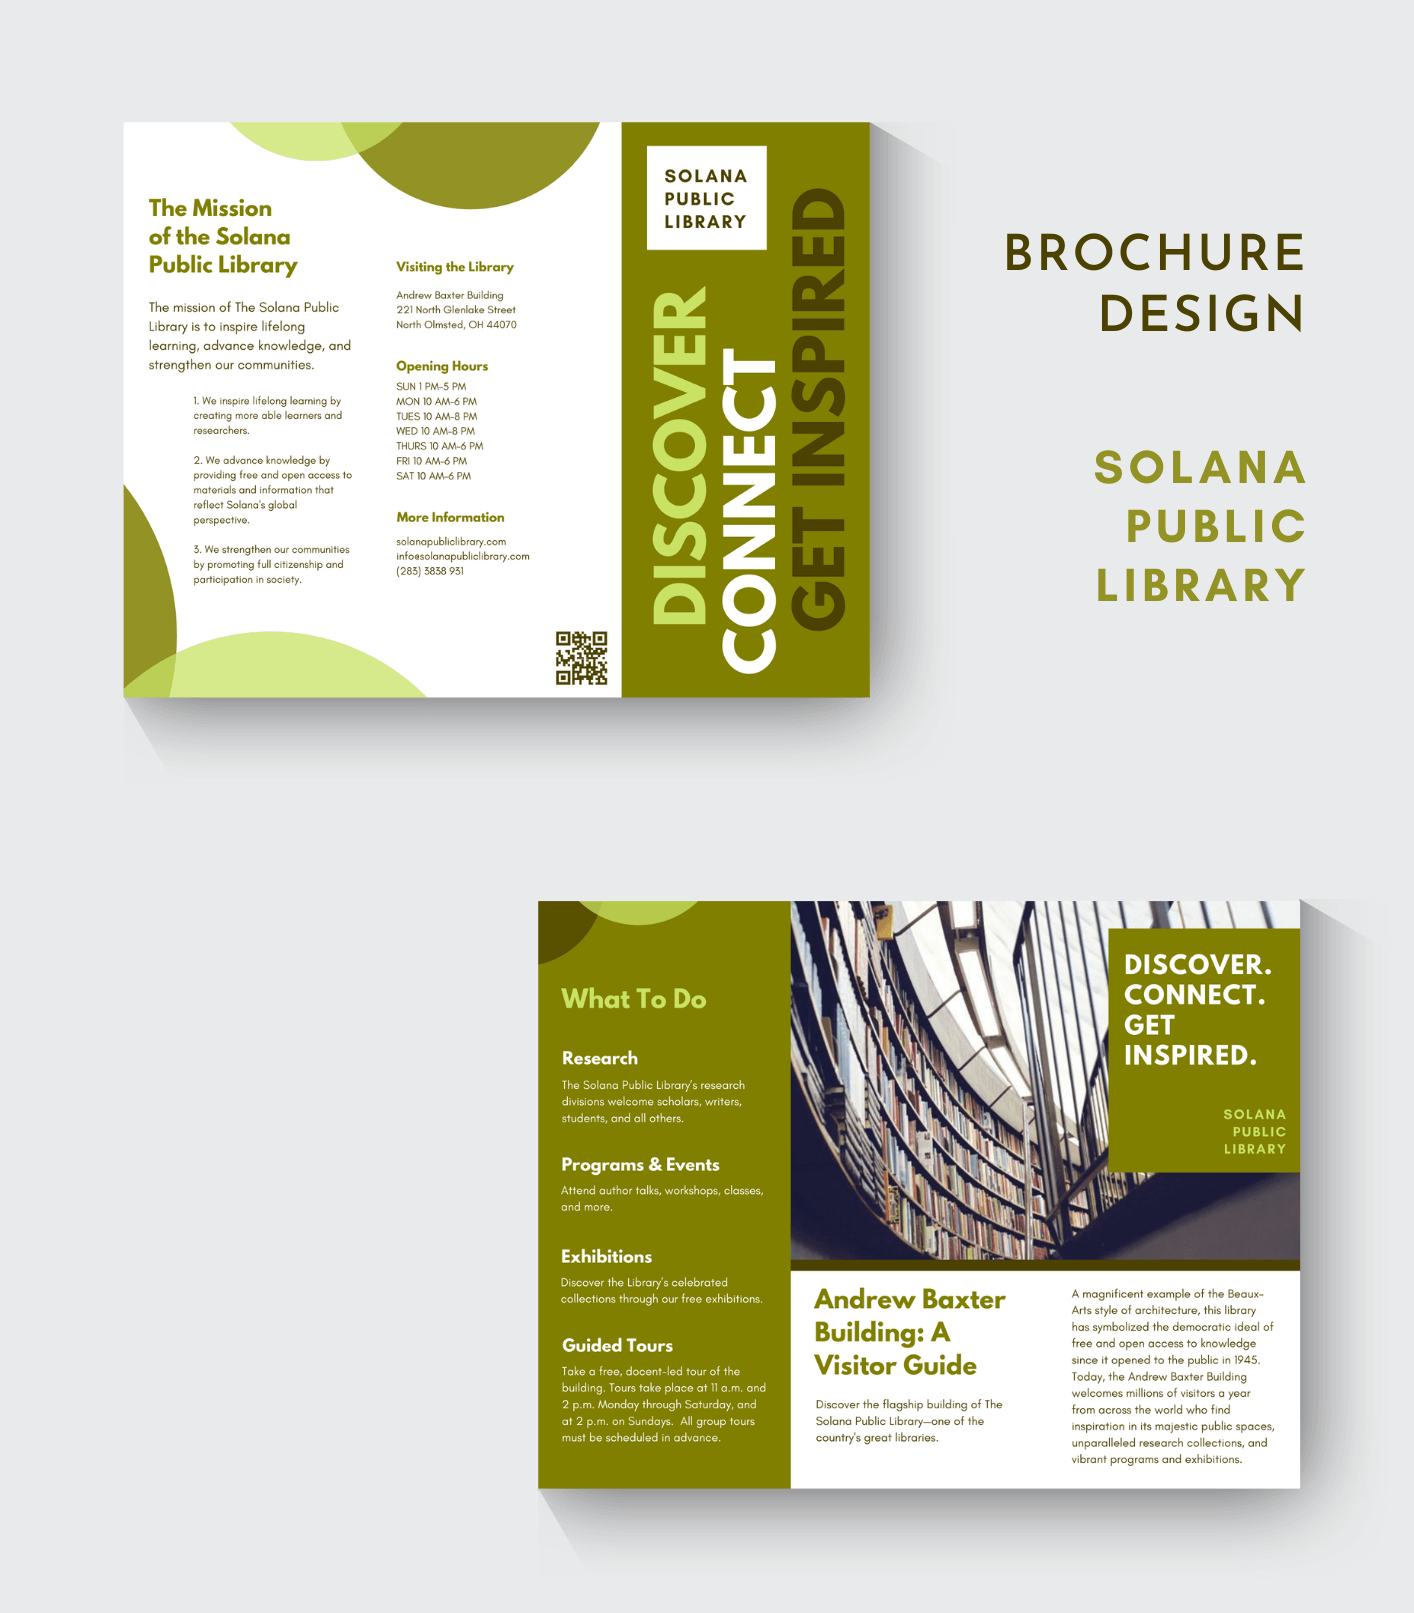 The Mission
of the Solana
Public Library
The mission of The Solana Public
Library is to inspire lifelong
learning, advance knowledge, and
strengthen our communities.
1. We inspire lifelong learning by
creating more able learners and
researchers.
2. We advance knowledge by
providing free and open access to
materials and information that
reflect Solana's global
perspective.
3. We strengthen our communities
by promoting full citizenship and
participation in society.
Visiting the Library
Andrew Baxter Building
221 North Glenlake Street
North Olmsted, OH 44070
Opening Hours
SUN 1 PM–5 PM
MON 10 AM–6 PM
TUES 10 AM–8 PM
WED 10 AM–8 PM
THURS 10 AM–6 PM
FRI 10 AM–6 PM
SAT 10 AM–6 PM
More Information
solanapubliclibrary.com
info@solanapubliclibrary.com
(283) 3838 931
SOLANA
PUBLIC
LIBRARY
DISCOVER
CONNECT
GET INSPIRED
BROCHURE
DESIGN
SOLANA
PUBLIC
LIBRARY
What To Do
Research
The Solana Public Library's research
divisions welcome scholars, writers,
students, and all others.
Programs & Events
Attend author talks, workshops, classes,
and more.
Exhibitions
Discover the Library's celebrated
collections through our free exhibitions.
Guided Tours
Take a free, docent-led tour of the
building. Tours take place at 11 a.m. and
2 p.m. Monday through Saturday, and
at 2 p.m. on Sundays.  All group tours
must be scheduled in advance.
DISCOVER.
CONNECT.
GET
INSPIRED.
SOLANA
PUBLIC
LIBRARY
Andrew Baxter
Building: A
Visitor Guide
Discover the flagship building of The
Solana Public Library—one of the
country's great libraries.
A magnificent example of the Beaux-
Arts style of architecture, this library
has symbolized the democratic ideal of
free and open access to knowledge
since it opened to the public in 1945.
Today, the Andrew Baxter Building
welcomes millions of visitors a year
from across the world who find
inspiration in its majestic public spaces,
unparalleled research collections, and
vibrant programs and exhibitions.